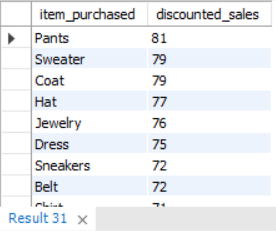 item_purchased discounted_sales
Pants 81
Sweater 79
Coat 79
Hat 77
Jewelry 76
Dress 75
Sneakers 72
Belt 72
Result 31 ×